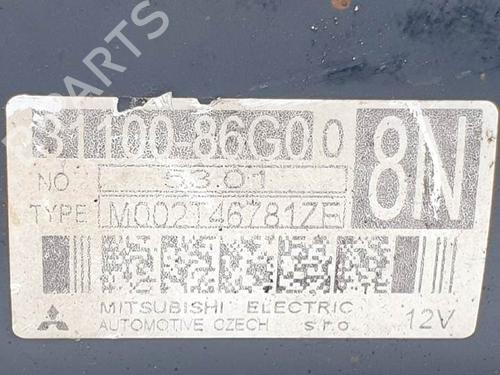 31100-86G00
8N
NO. 5301
TYPE M002T46781ZE
MITSUBISHI ELECTRIC
AUTOMOTIVE CZECH s.r.o. 12V